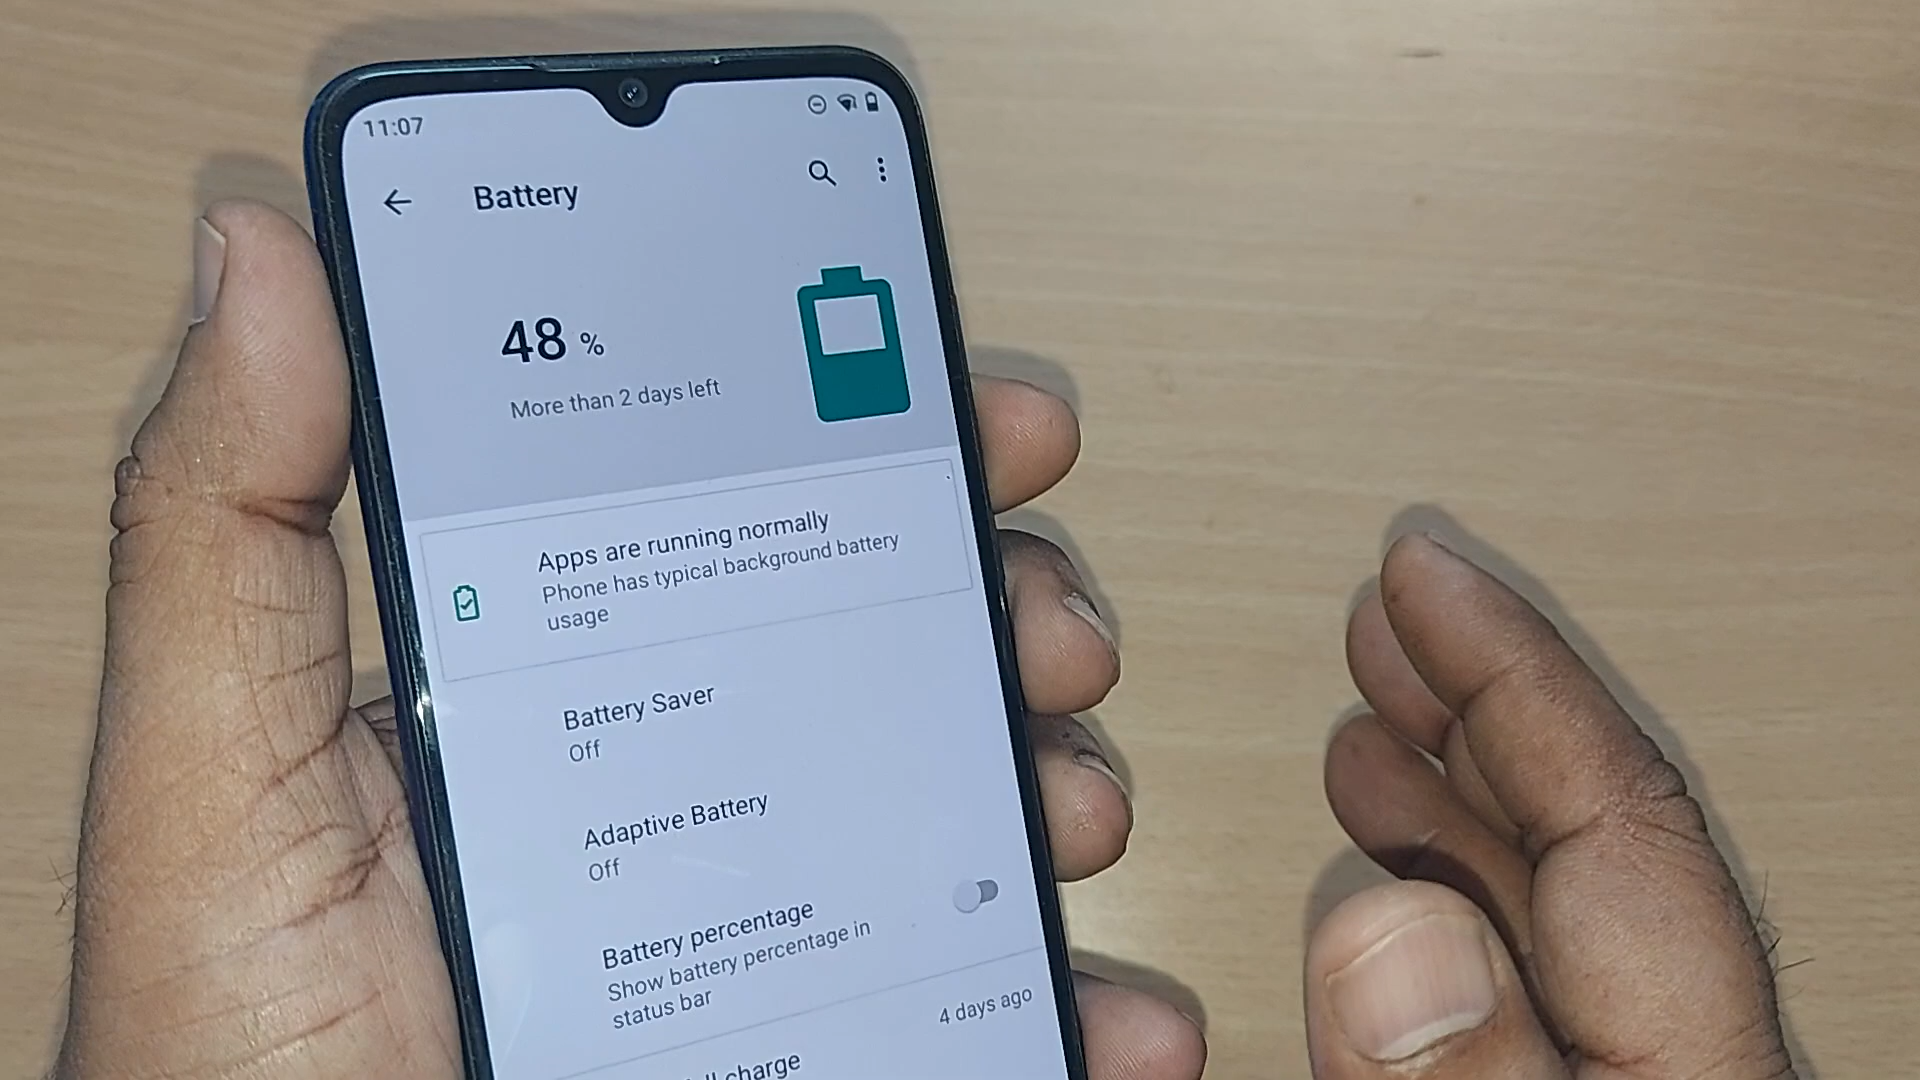 11:07
Battery
48 %
More than 2 days left
Apps are running normally
Phone has typical background battery
usage
Battery Saver
Off
Adaptive Battery
Off
Battery percentage
Show battery percentage in
status bar
4 days ago
charge